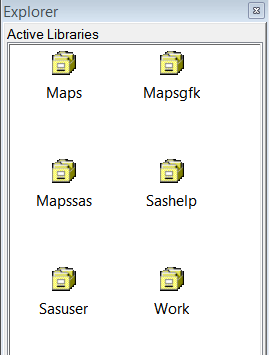 Explorer
Active Libraries
Maps Mapsgfk
Mapssas Sashelp
Sasuser Work